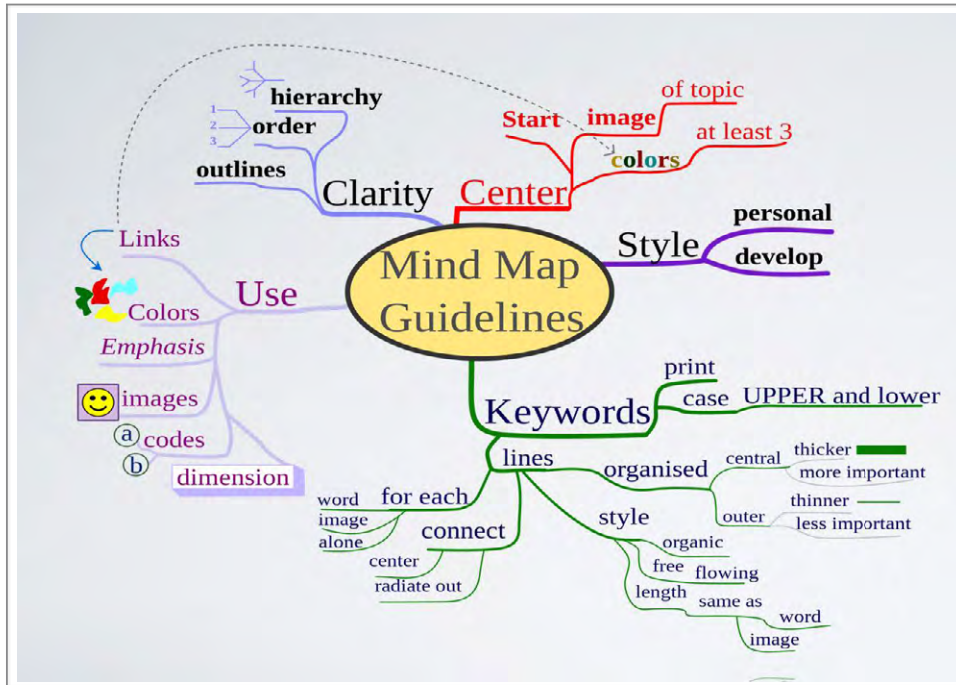 Mind Map
Guidelines
Clarity
hierarchy
1
2
3
order
outlines
Center
Start
image
of topic
colors
at least 3
Style
personal
develop
Use
Links
Colors
Emphasis
images
codes
a
b
dimension
Keywords
print
case
UPPER and lower
lines
organised
central
thicker
more important
outer
thinner
less important
style
organic
free
flowing
length
same as
word
image
for each
word
image
alone
connect
center
radiate out